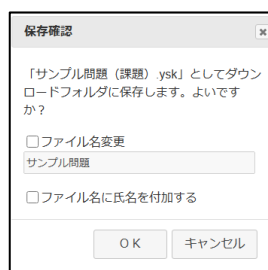 保存確認
「サンプル問題（課題）.ysk」としてダウン
ロードフォルダに保存します。よいです
か？
ファイル名変更
サンプル問題
ファイル名に氏名を付加する
ＯＫ キャンセル